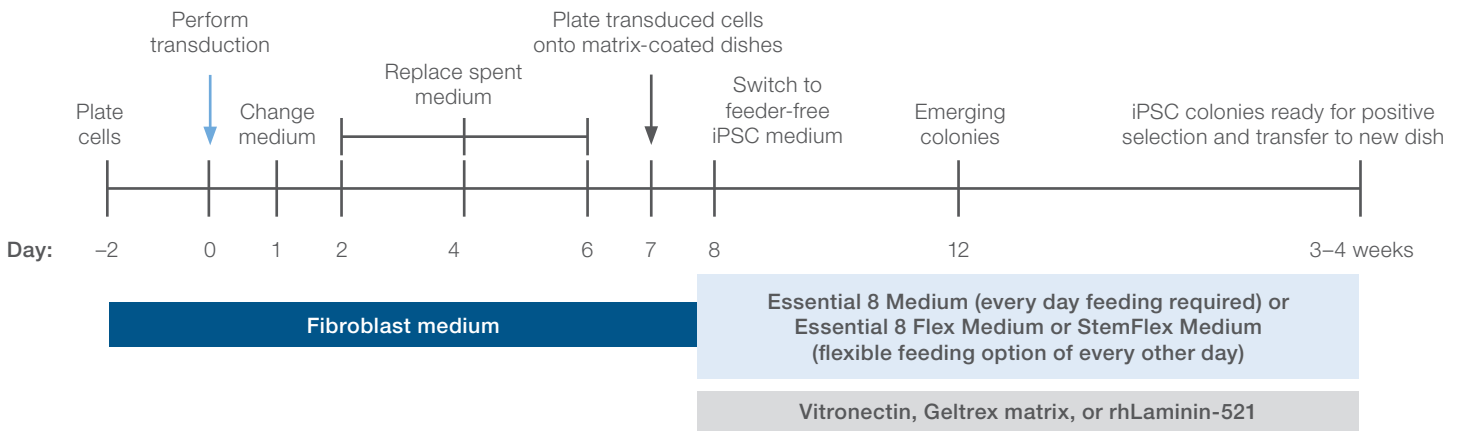 Perform
transduction
Plate transduced cells
onto matrix-coated dishes
Replace spent
medium
Switch to
feeder-free
iPSC medium
Plate
cells
Change
medium
Emerging
colonies
iPSC colonies ready for positive
selection and transfer to new dish
Day: –2 0 1 2 4 6 7 8 12 3–4 weeks
Fibroblast medium
Essential 8 Medium (every day feeding required) or
Essential 8 Flex Medium or StemFlex Medium
(flexible feeding option of every other day)
Vitronectin, Geltrex matrix, or rhLaminin-521